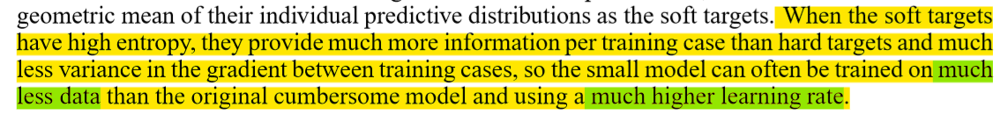 geometric mean of their individual predictive distributions as the soft targets. When the soft targets
have high entropy, they provide much more information per training case than hard targets and much
less variance in the gradient between training cases, so the small model can often be trained on much
less data than the original cumbersome model and using a much higher learning rate.